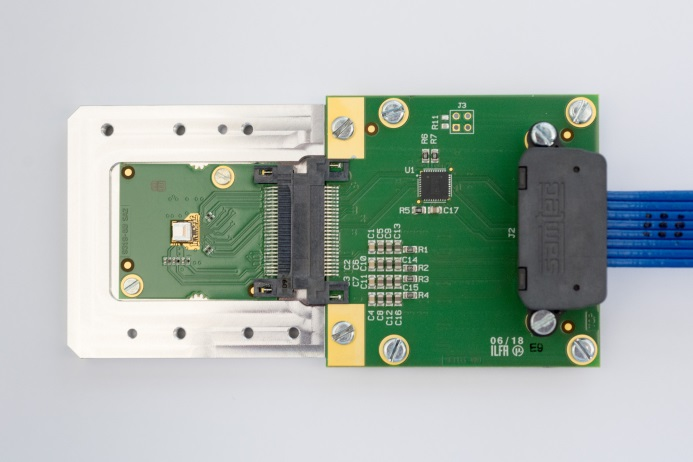 J3
R11
R6 R7
U1
R5
C17
J2
samtec
C1 C5 C9 C13
R1
C2 C6 C10 C14
R2
C3 C7 C11 C15
R3
R4
C4 C8 C12 C16
06/18
ILFR
E9